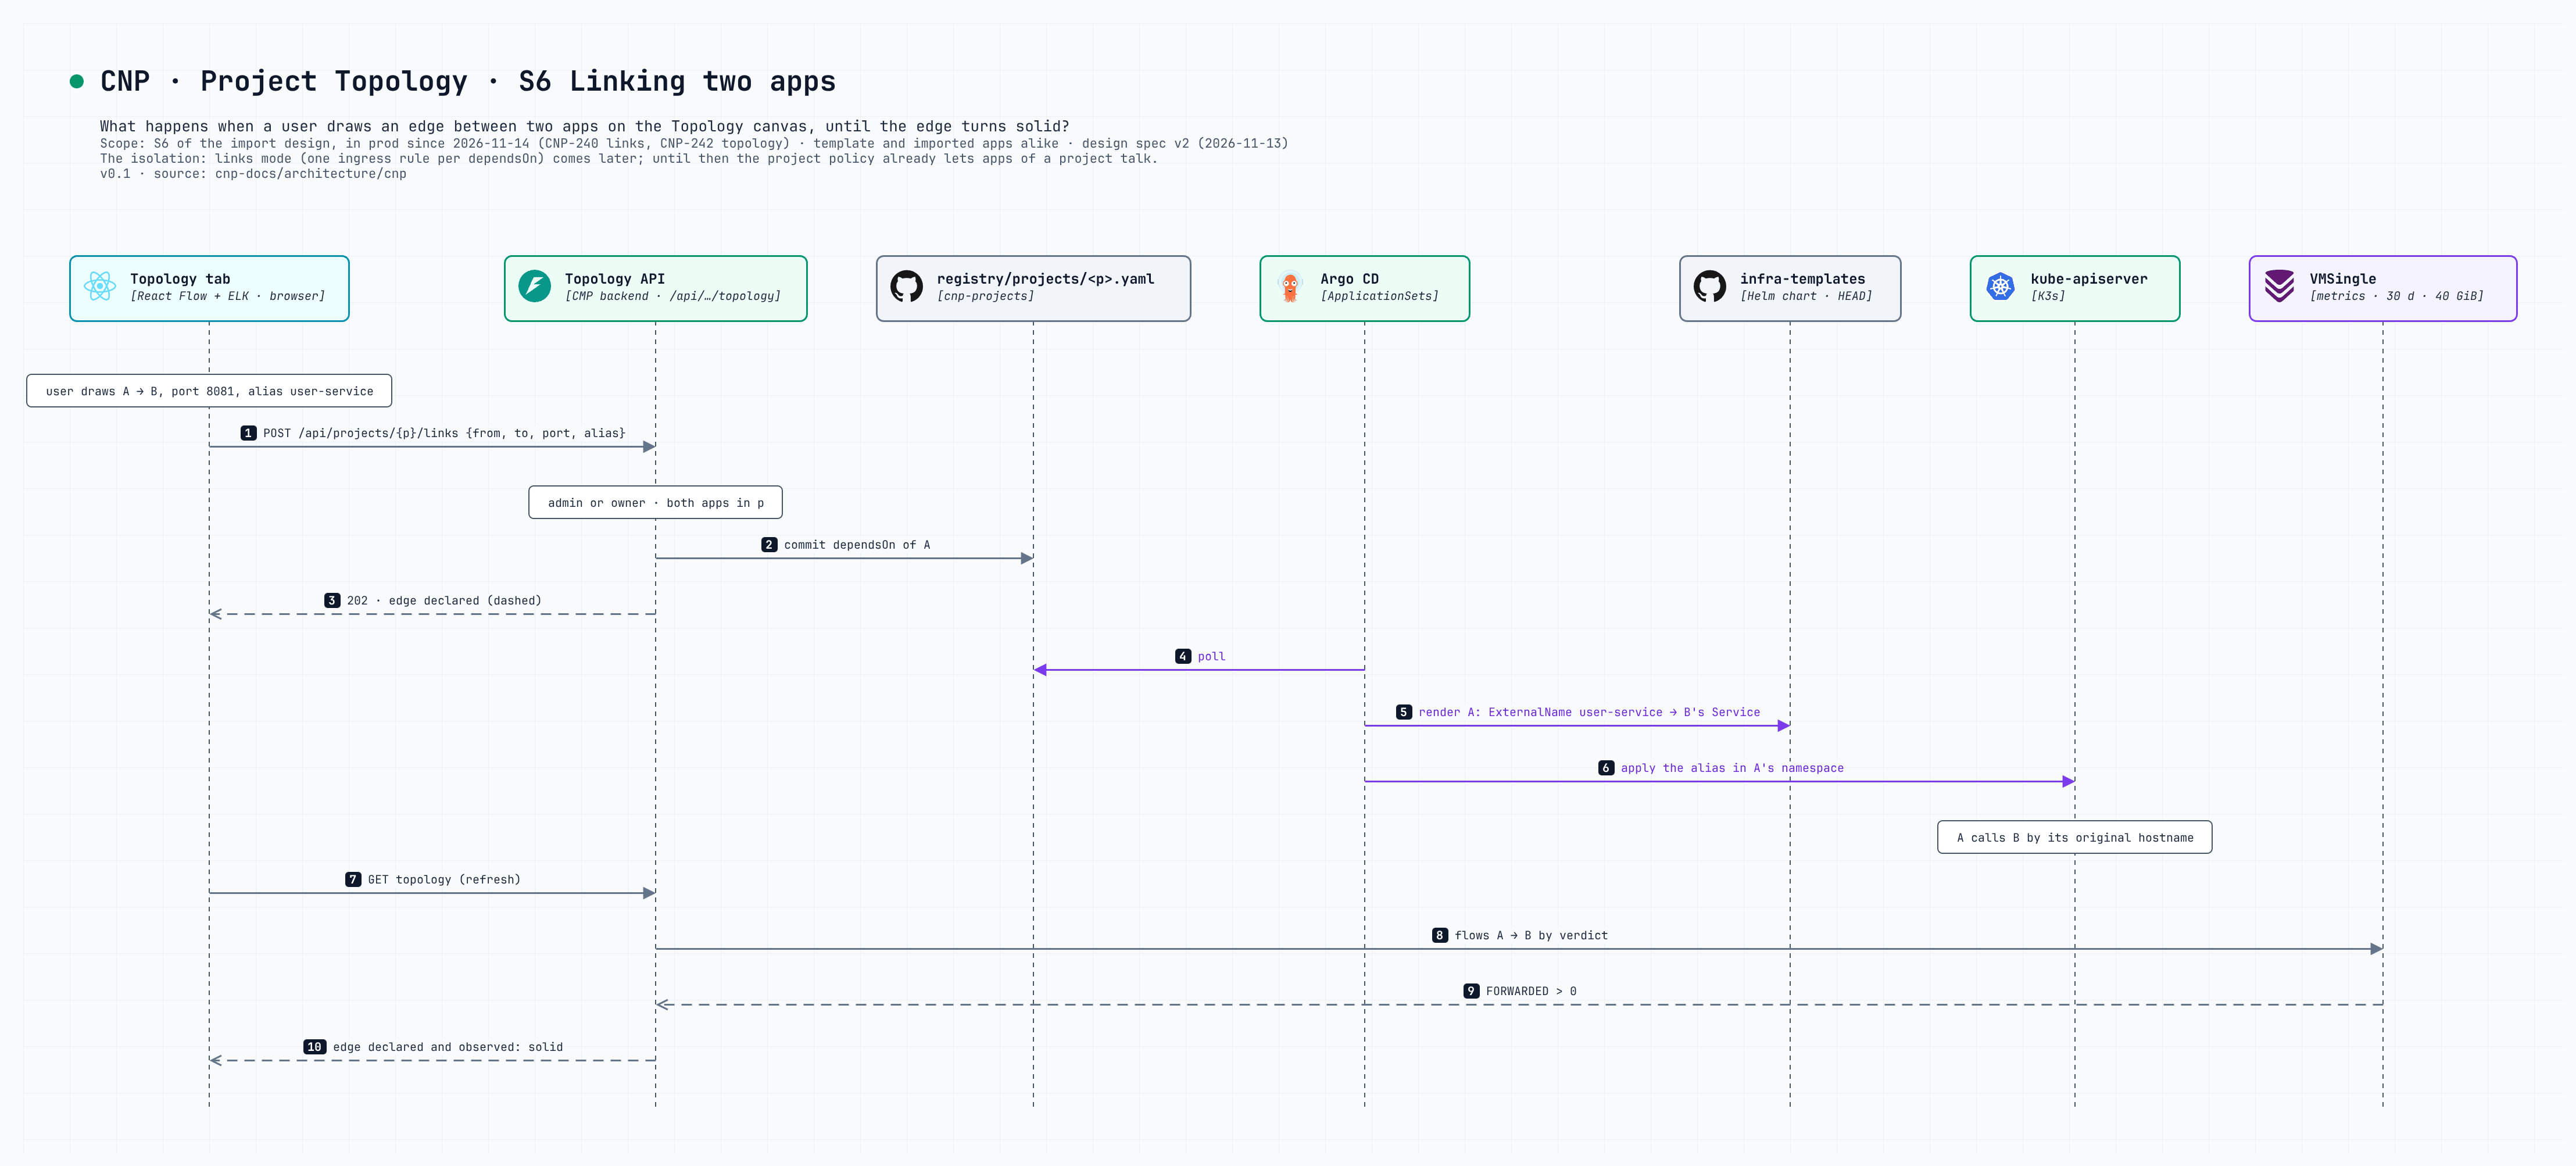 CNP · Project Topology · S6 Linking two apps
What happens when a user draws an edge between two apps on the Topology canvas, until the edge turns solid?
Scope: S6 of the import design, in prod since 2026-11-14 (CNP-240 links, CNP-242 topology) · template and imported apps alike · design spec v2 (2026-11-13)
The isolation: links mode (one ingress rule per dependsOn) comes later; until then the project policy already lets apps of a project talk.
v0.1 · source: cnp-docs/architecture/cnp
Topology tab
[React Flow + ELK · browser]
Topology API
[CMP backend · /api/…/topology]
registry/projects/<p>.yaml
[cnp-projects]
Argo CD
[ApplicationSets]
infra-templates
[Helm chart · HEAD]
kube-apiserver
[K3s]
VMSingle
[metrics · 30 d · 40 GiB]
user draws A → B, port 8081, alias user-service
1 POST /api/projects/{p}/links {from, to, port, alias}
admin or owner · both apps in p
2 commit dependsOn of A
3 202 · edge declared (dashed)
4 poll
5 render A: ExternalName user-service → B's Service
6 apply the alias in A's namespace
A calls B by its original hostname
7 GET topology (refresh)
8 flows A → B by verdict
9 FORWARDED > 0
10 edge declared and observed: solid